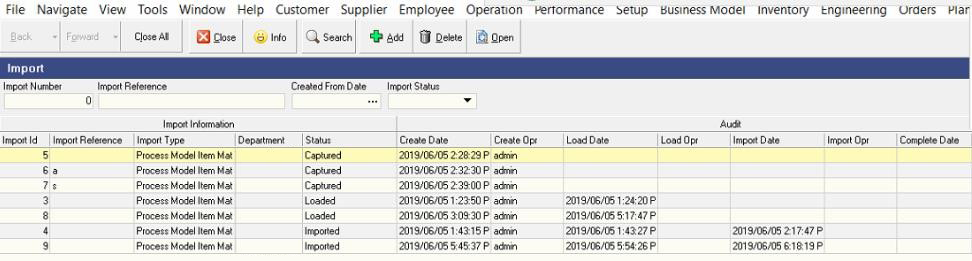 File Navigate View Tools Window Help Customer Supplier Employee Operation Performance Setup Business Model Inventory Engineering Orders Plan
Back Forward Close All Close Info Search Add Delete Open
Import
Import Number Import Reference Created From Date Import Status
0 ...
Import Information Audit
Import Id Import Reference Import Type Department Status Create Date Create Opr Load Date Load Opr Import Date Import Opr Complete Date
5 Process Model Item Mat Captured 2019/06/05 2:28:29 P admin
6 a Process Model Item Mat Captured 2019/06/05 2:32:30 P admin
7 s Process Model Item Mat Captured 2019/06/05 2:39:00 P admin
3 Process Model Item Mat Loaded 2019/06/05 1:23:50 P admin 2019/06/05 1:24:20 P
8 Process Model Item Mat Loaded 2019/06/05 3:09:30 P admin 2019/06/05 5:17:47 P
4 Process Model Item Mat Imported 2019/06/05 1:43:15 P admin 2019/06/05 1:43:27 P 2019/06/05 2:17:47 P
9 Process Model Item Mat Imported 2019/06/05 5:45:37 P admin 2019/06/05 5:54:26 P 2019/06/05 6:18:19 P